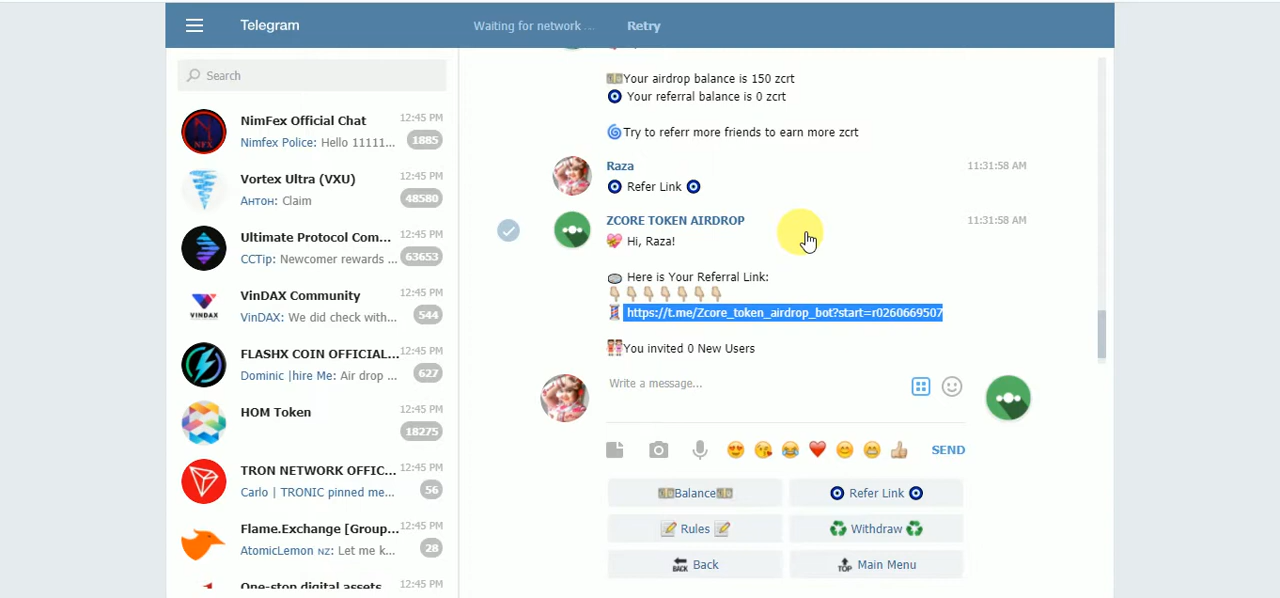 Telegram
Waiting for network ...
Retry
Search
NimFex Official Chat 12:45 PM
Nimfex Police: Hello 11111... 1885
Vortex Ultra (VXU) 12:45 PM
Антон: Claim 48580
Ultimate Protocol Com... 12:45 PM
CCTip: Newcomer rewards ... 63653
VinDAX Community 12:45 PM
VinDAX: We did check with... 544
FLASHX COIN OFFICIAL... 12:45 PM
Dominic |hire Me: Air drop ... 627
HOM Token 12:45 PM
18275
TRON NETWORK OFFIC... 12:45 PM
Carlo | TRONIC pinned me... 56
Flame.Exchange [Group... 12:45 PM
AtomicLemon NZ: Let me k... 28
One-stop digital assets 12:45 PM
Your airdrop balance is 150 zcrt
Your referral balance is 0 zcrt
Try to referr more friends to earn more zcrt
Raza 11:31:58 AM
Refer Link
ZCORE TOKEN AIRDROP 11:31:58 AM
Hi, Raza!
Here is Your Referral Link:
https://t.me/Zcore_token_airdrop_bot?start=r0260669507
You invited 0 New Users
Write a message...
SEND
Balance
Refer Link
Rules
Withdraw
BACK Back
TOP Main Menu